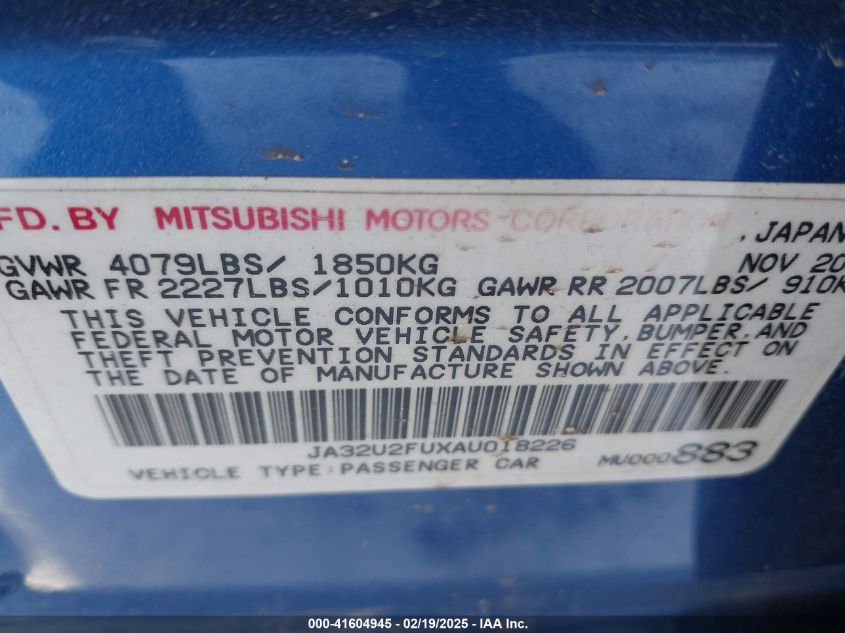 FD. BY MITSUBISHI MOTORS CORPORATION, JAPAN
GVWR 4079LBS/ 1850KG NOV 20
GAWR FR 2227LBS/1010KG GAWR RR 2007LBS/ 910K
THIS VEHICLE CONFORMS TO ALL APPLICABLE
FEDERAL MOTOR VEHICLE SAFETY, BUMPER, AND
THEFT PREVENTION STANDARDS IN EFFECT ON
THE DATE OF MANUFACTURE SHOWN ABOVE.
JA32U2FUXAU018226
VEHICLE TYPE: PASSENGER CAR MU000883
000-41604945 - 02/19/2025 - IAAI Inc.